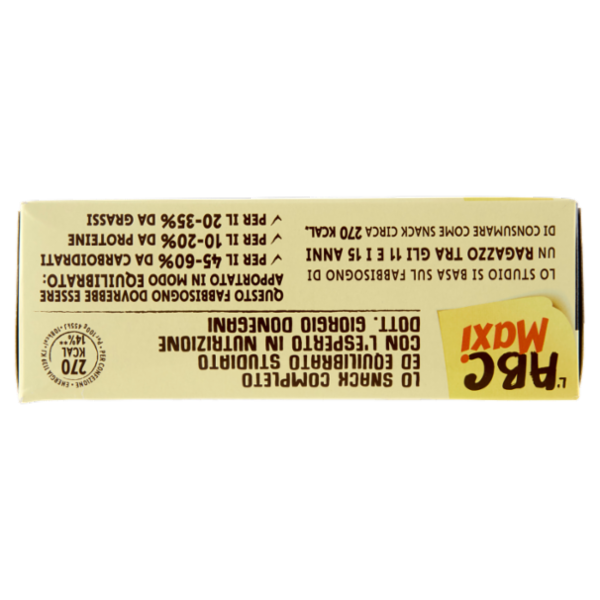 L'ABC
Maxi
LO SNACK COMPLETO
ED EQUILIBRATO STUDIATO
CON L'ESPERTO IN NUTRIZIONE
DOTT. GIORGIO DONEGANI
PER CONFEZIONE • ENERGIA
270
KCAL
14%**
LO STUDIO SI BASA SUL FABBISOGNO DI
UN RAGAZZO TRA GLI 11 E I 15 ANNI
DI CONSUMARE COME SNACK CIRCA 270 KCAL.
QUESTO FABBISOGNO DOVREBBE ESSERE
APPORTATO IN MODO EQUILIBRATO:
✓ PER IL 45-60% DA CARBOIDRATI
✓ PER IL 10-20% DA PROTEINE
✓ PER IL 20-35% DA GRASSI